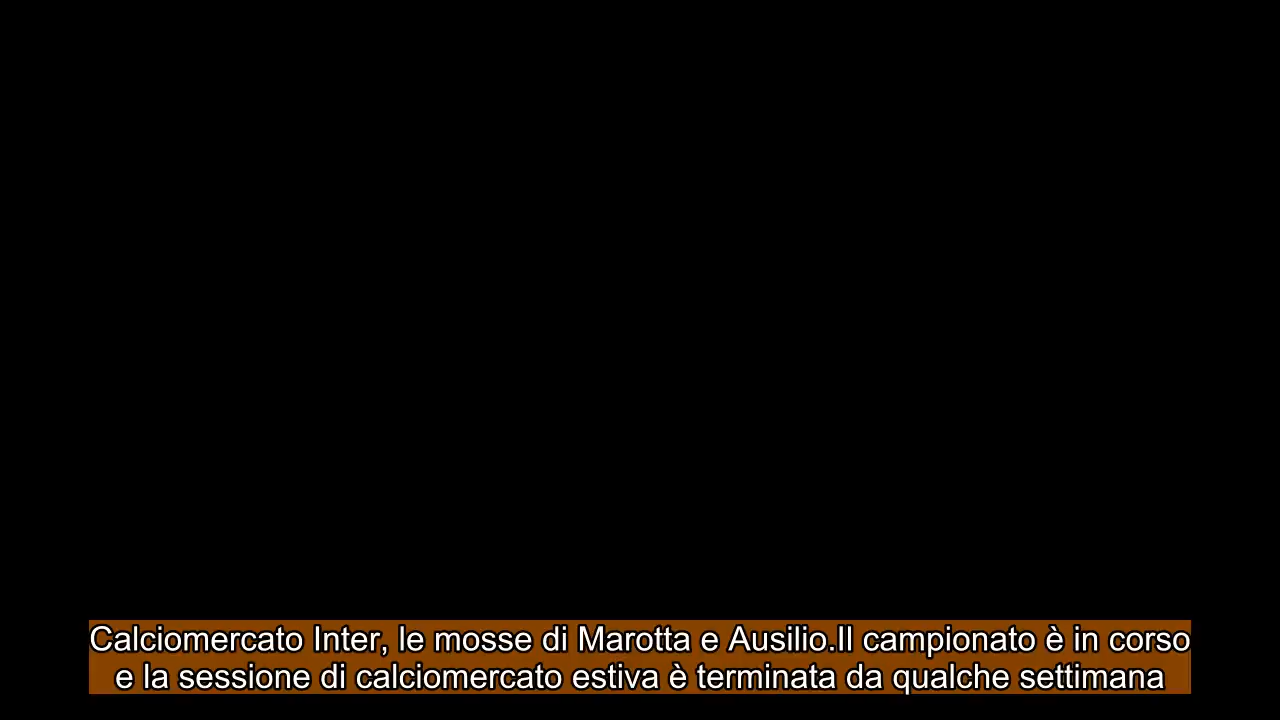 Calciomercato Inter, le mosse di Marotta e Ausilio.Il campionato è in corso
e la sessione di calciomercato estiva è terminata da qualche settimana